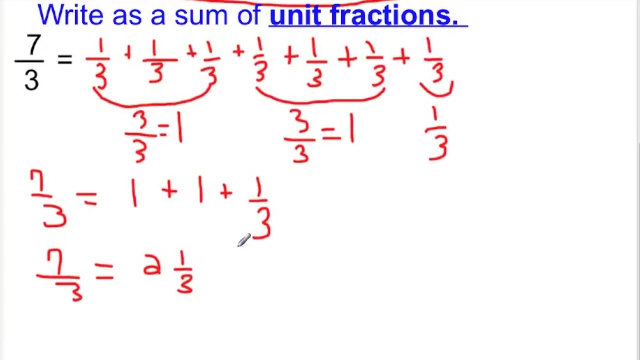 Write as a sum of unit fractions.
7/3 = 1/3 + 1/3 + 1/3 + 1/3 + 1/3 + 1/3 + 1/3
3/3 = 1 3/3 = 1 1/3
7/3 = 1 + 1 + 1/3
7/3 = 2 1/3